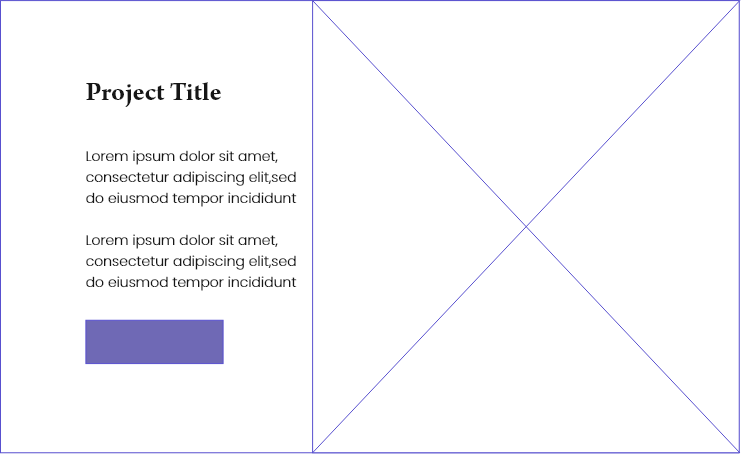 Project Title
Lorem ipsum dolor sit amet,
consectetur adipiscing elit,sed
do eiusmod tempor incididunt
Lorem ipsum dolor sit amet,
consectetur adipiscing elit,sed
do eiusmod tempor incididunt